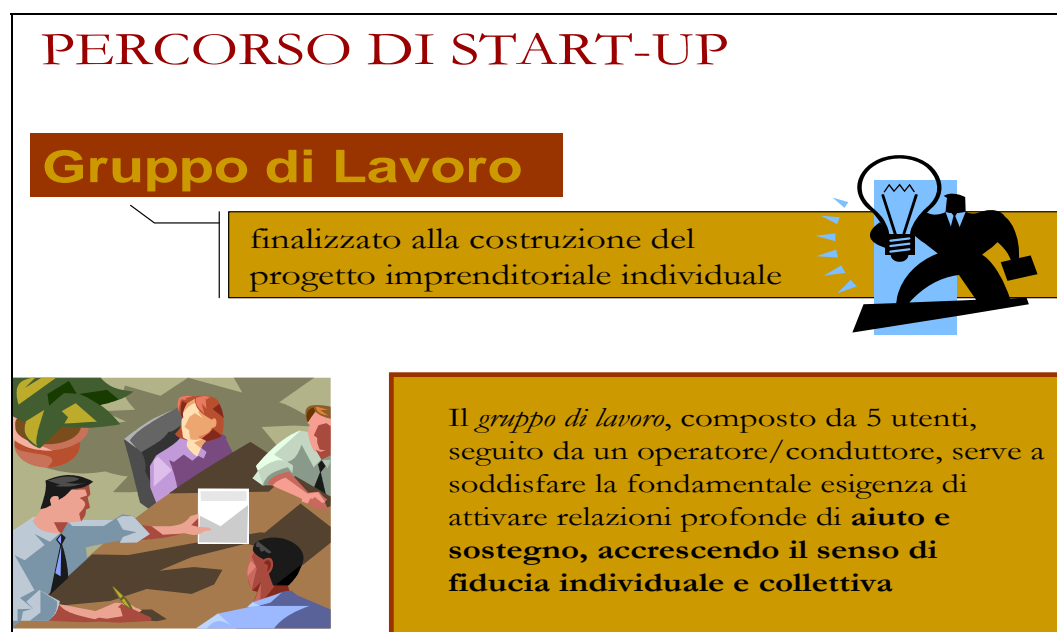 PERCORSO DI START-UP
Gruppo di Lavoro
finalizzato alla costruzione del
progetto imprenditoriale individuale
Il gruppo di lavoro, composto da 5 utenti,
seguito da un operatore/conduttore, serve a
soddisfare la fondamentale esigenza di
attivare relazioni profonde di aiuto e
sostegno, accrescendo il senso di
fiducia individuale e collettiva